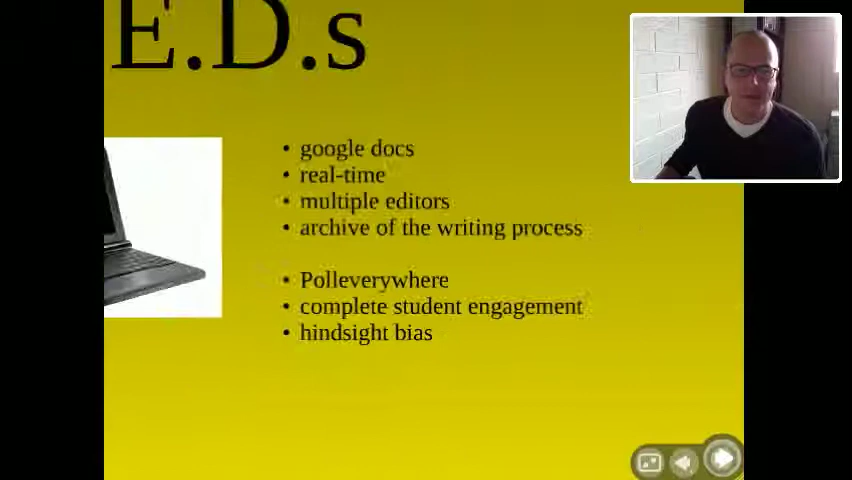 E.D.s
google docs
real-time
multiple editors
archive of the writing process
Polleverywhere
complete student engagement
hindsight bias